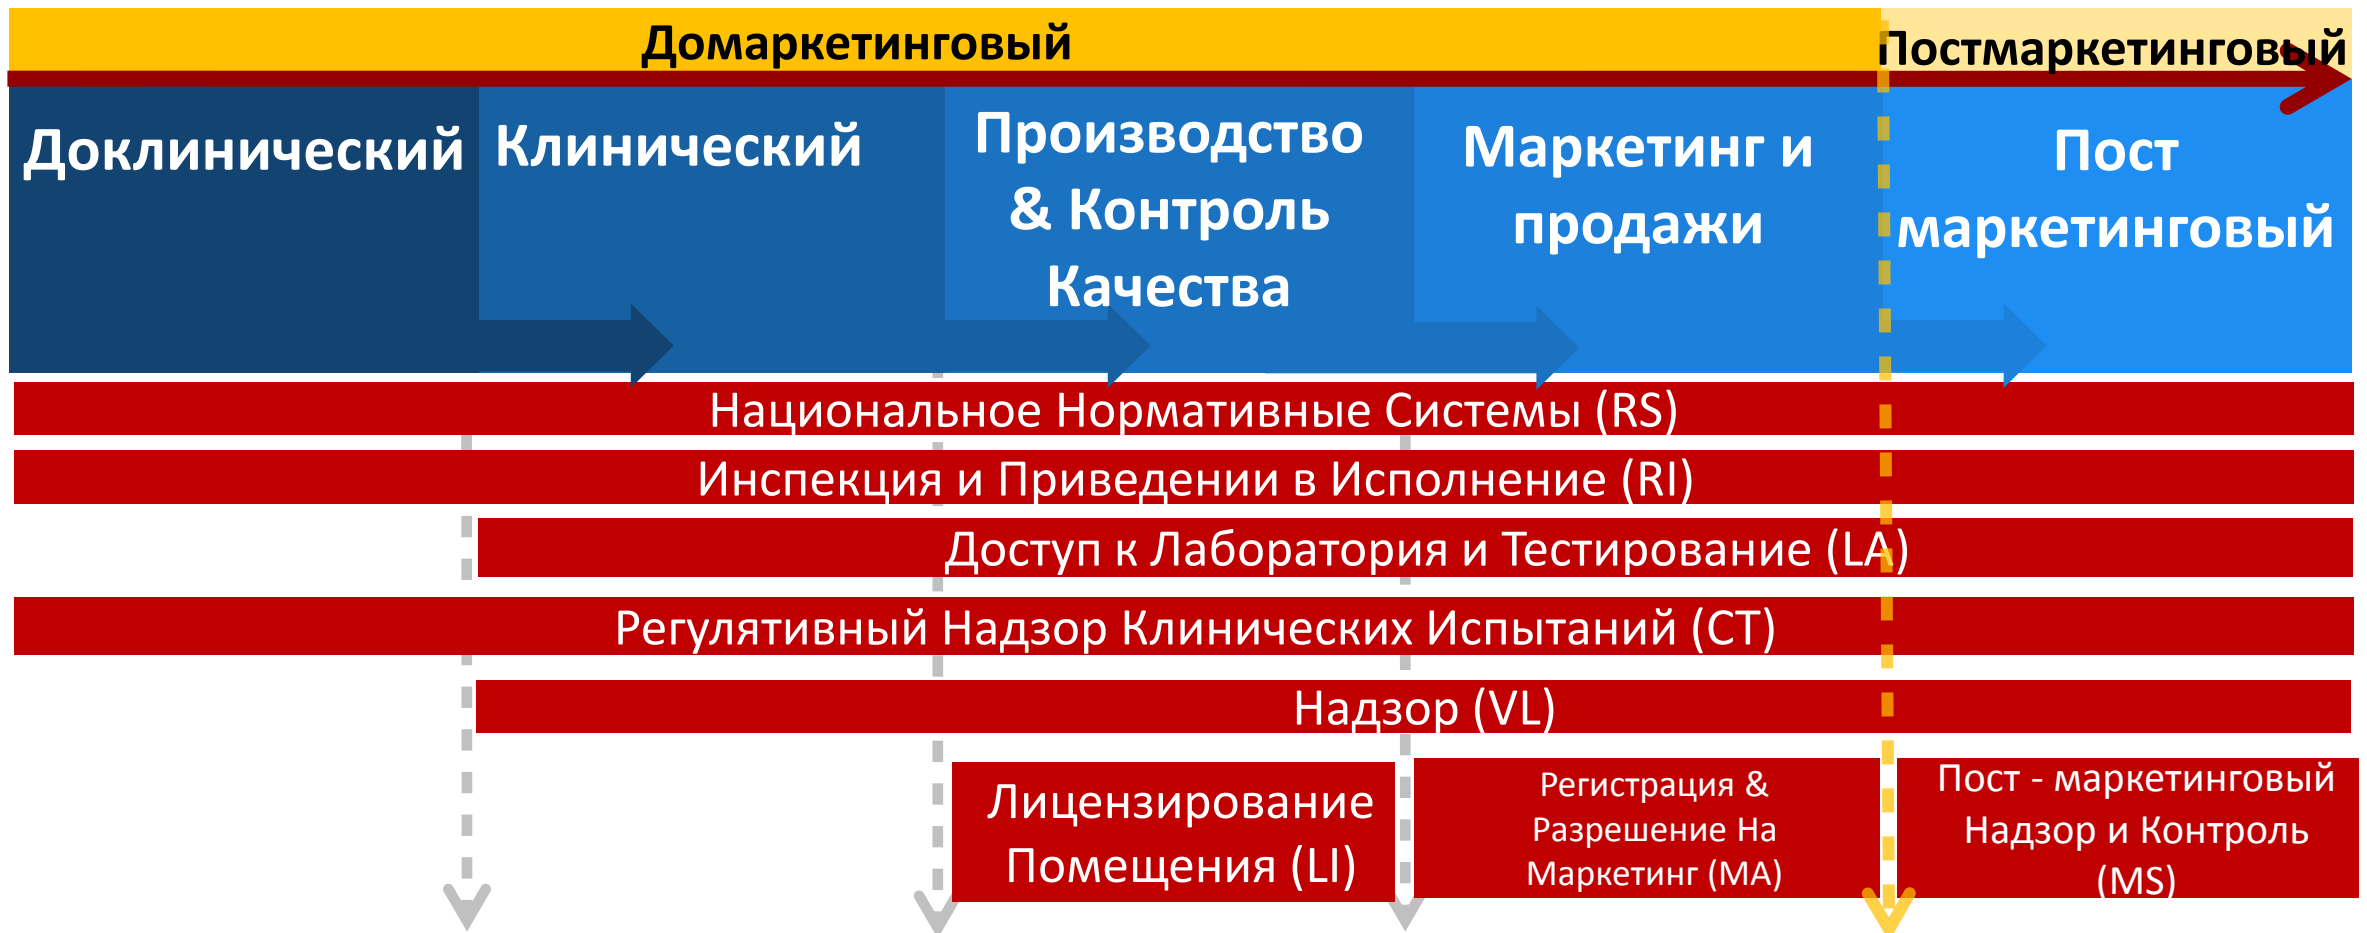 Домаркетинговый
Постмаркетинговый
Доклинический
Клинический
Производство
& Контроль
Качества
Маркетинг и
продажи
Пост
маркетинговый
Национальное Нормативные Системы (RS)
Инспекция и Приведении в Исполнение (RI)
Доступ к Лаборатория и Тестирование (LA)
Регулятивный Надзор Клинических Испытаний (CT)
Надзор (VL)
Лицензирование
Помещения (LI)
Регистрация &
Разрешение На
Маркетинг (MA)
Пост - маркетинговый
Надзор и Контроль
(MS)